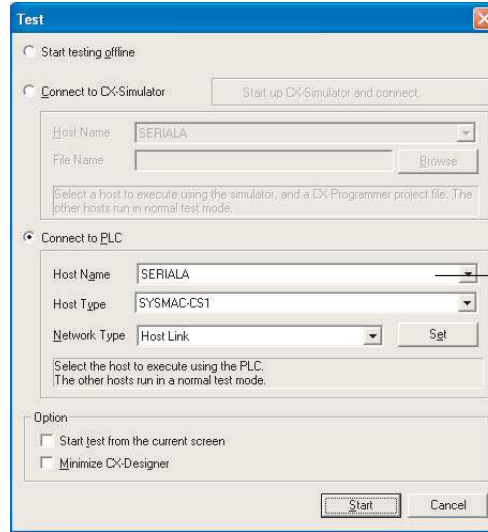 Test
Start testing offline
Connect to CX-Simulator
Start up CX-Simulator and connect.
Host Name SERIALA
File Name Browse
Select a host to execute using the simulator, and a CX-Programmer project file. The
other hosts run in normal test mode.
Connect to PLC
Host Name SERIALA
Host Type SYSMAC-CS1
Network Type Host Link Set
Select the host to execute using the PLC.
The other hosts run in a normal test mode.
Option
Start test from the current screen
Minimize CX-Designer
Start Cancel